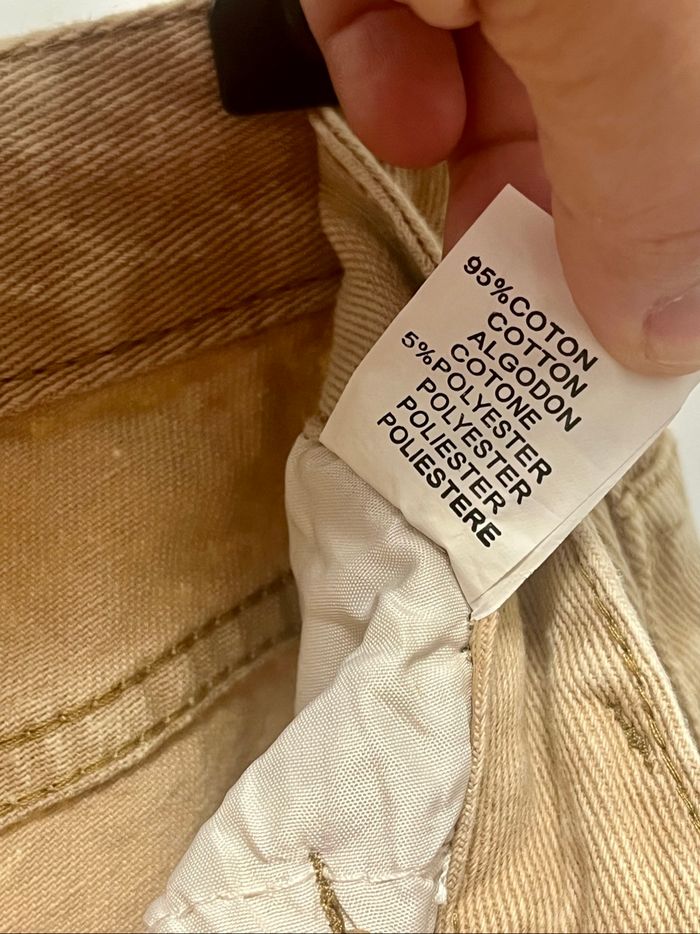 95%COTON
COTTON
ALGODON
COTONE
5%POLYESTER
POLYESTER
POLIESTER
POLIESTERE